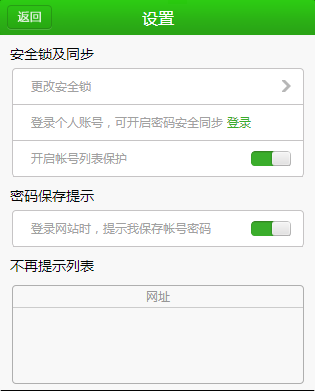 返回
设置
安全锁及同步
更改安全锁
登录个人账号，可开启密码安全同步 登录
开启帐号列表保护
密码保存提示
登录网站时，提示我保存帐号密码
不再提示列表
网址